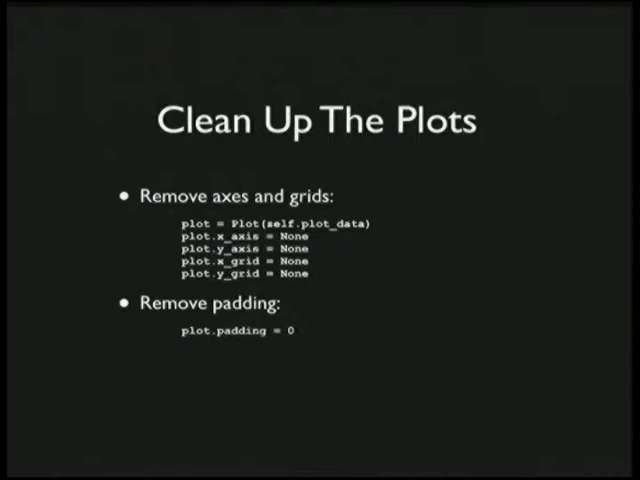 Clean Up The Plots
• Remove axes and grids:
plot = Plot(self.plot_data)
plot.x_axis = None
plot.y_axis = None
plot.x_grid = None
plot.y_grid = None
• Remove padding:
plot.padding = 0